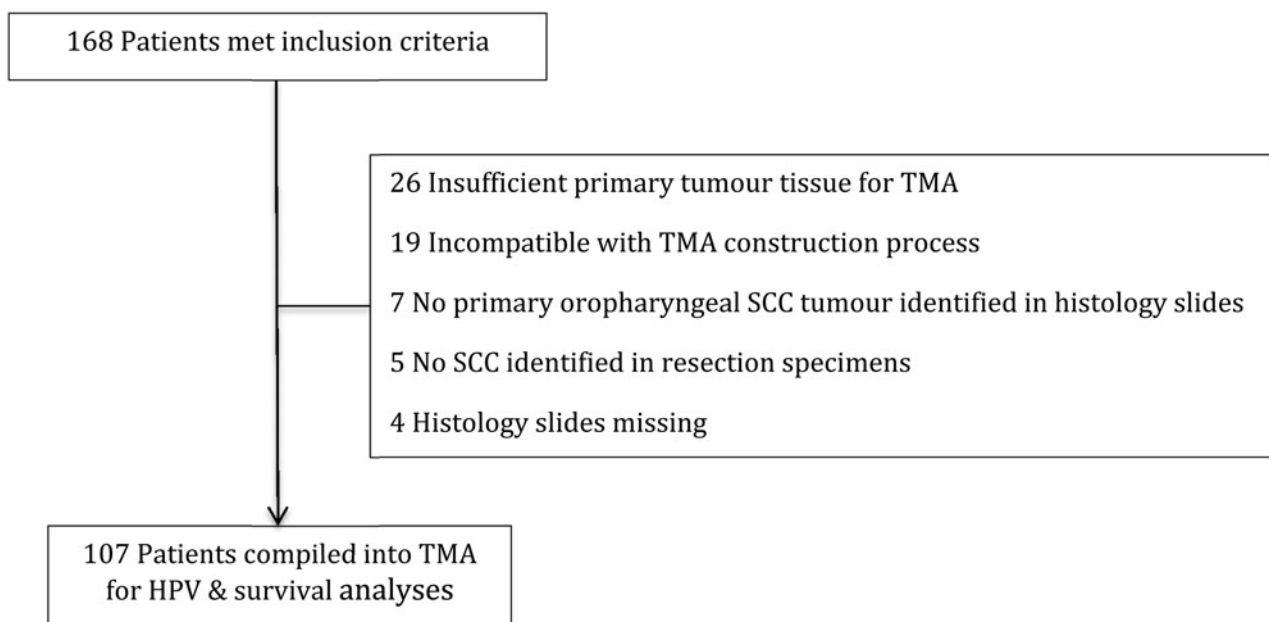 168 Patients met inclusion criteria
26 Insufficient primary tumour tissue for TMA
19 Incompatible with TMA construction process
7 No primary oropharyngeal SCC tumour identified in histology slides
5 No SCC identified in resection specimens
4 Histology slides missing
107 Patients compiled into TMA
for HPV & survival analyses